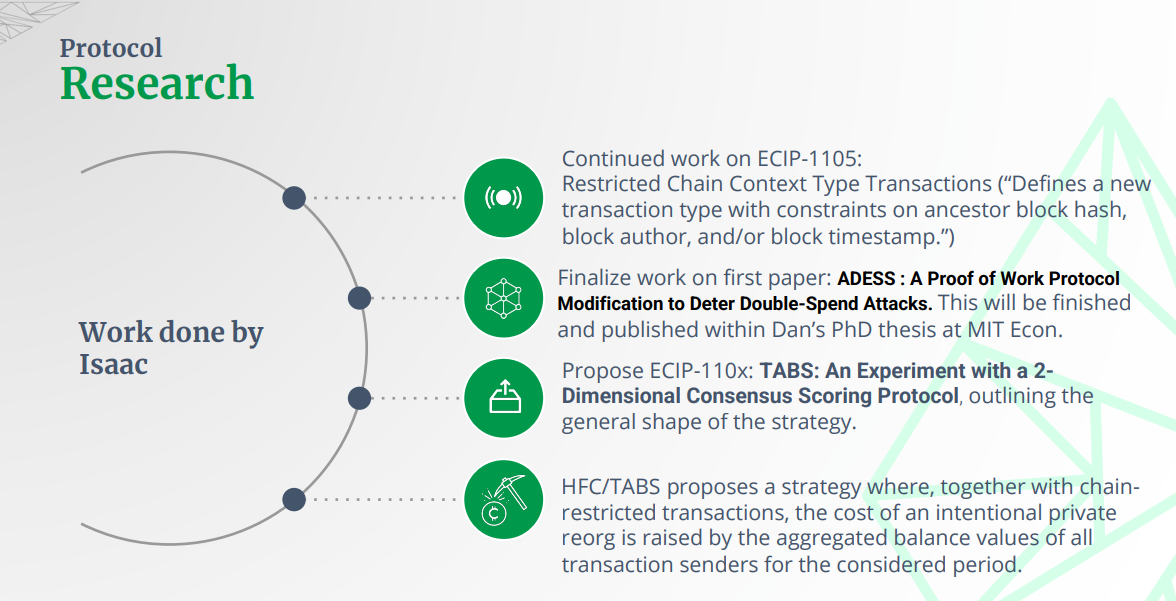 Protocol
Research
Work done by
Isaac
Continued work on ECIP-1105:
Restricted Chain Context Type Transactions (“Defines a new
transaction type with constraints on ancestor block hash,
block author, and/or block timestamp.”)
Finalize work on first paper: ADESS : A Proof of Work Protocol
Modification to Deter Double-Spend Attacks. This will be finished
and published within Dan’s PhD thesis at MIT Econ.
Propose ECIP-110x: TABS: An Experiment with a 2-
Dimensional Consensus Scoring Protocol, outlining the
general shape of the strategy.
HFC/TABS proposes a strategy where, together with chain-
restricted transactions, the cost of an intentional private
reorg is raised by the aggregated balance values of all
transaction senders for the considered period.